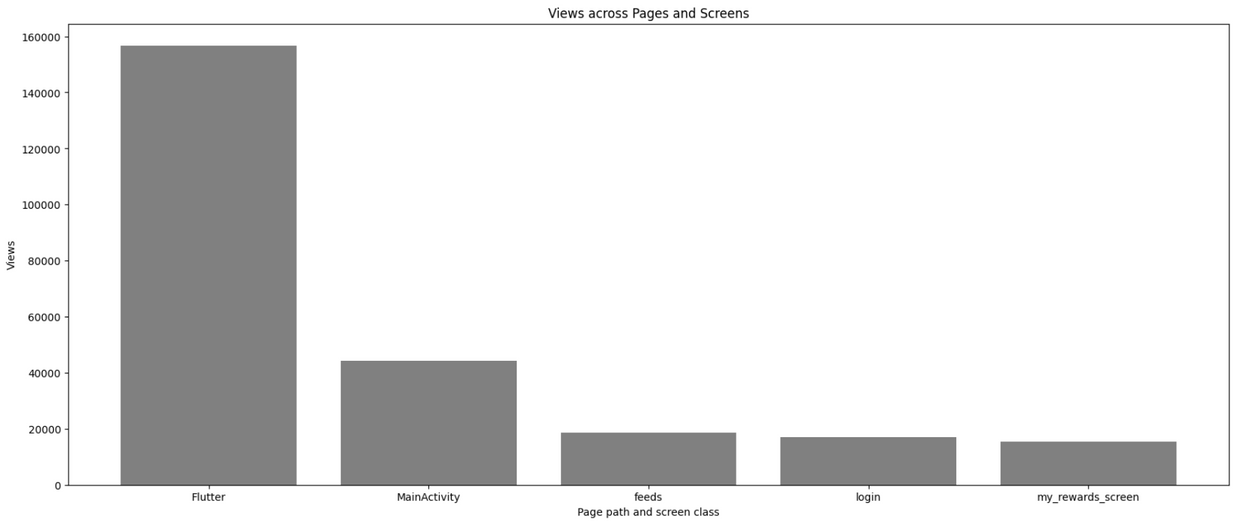 Views across Pages and Screens
160000
140000
120000
100000
80000
60000
40000
20000
0
Views
Flutter MainActivity feeds login my_rewards_screen
Page path and screen class